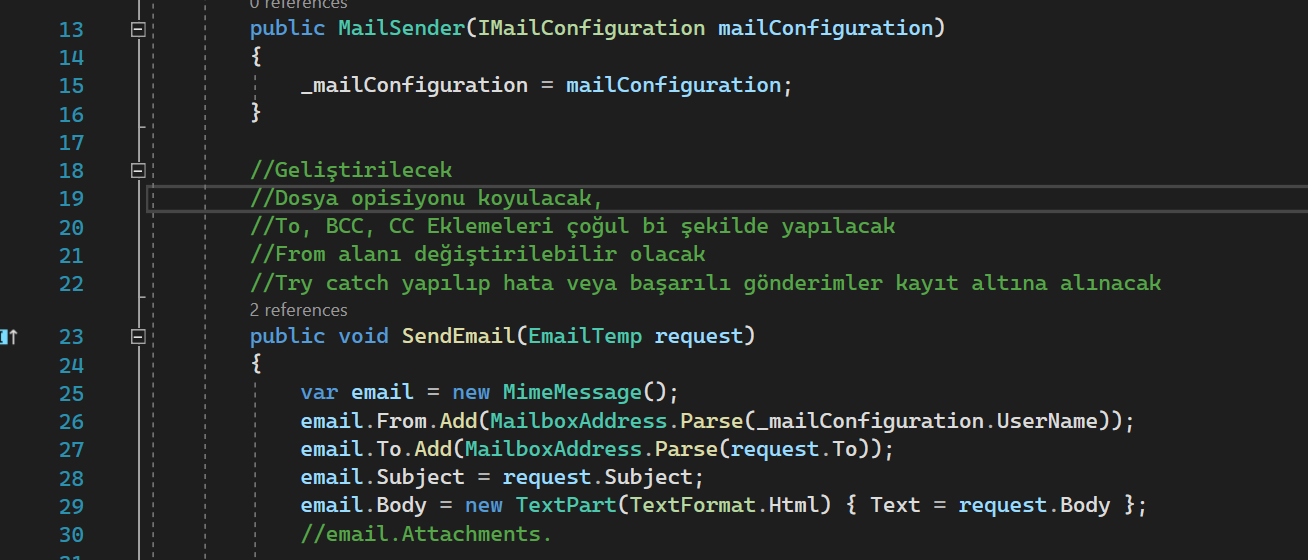 0 references
13 public MailSender(IMailConfiguration mailConfiguration)
14 {
15 _mailConfiguration = mailConfiguration;
16 }
17
18 //Geliştirilecek
19 //Dosya opisiyonu koyulacak,
20 //To, BCC, CC Eklemeleri çoğul bi şekilde yapılacak
21 //From alanı değiştirilebilir olacak
22 //Try catch yapılıp hata veya başarılı gönderimler kayıt altına alınacak
2 references
23 public void SendEmail(EmailTemp request)
24 {
25 var email = new MimeMessage();
26 email.From.Add(MailboxAddress.Parse(_mailConfiguration.UserName));
27 email.To.Add(MailboxAddress.Parse(request.To));
28 email.Subject = request.Subject;
29 email.Body = new TextPart(TextFormat.Html) { Text = request.Body };
30 //email.Attachments.